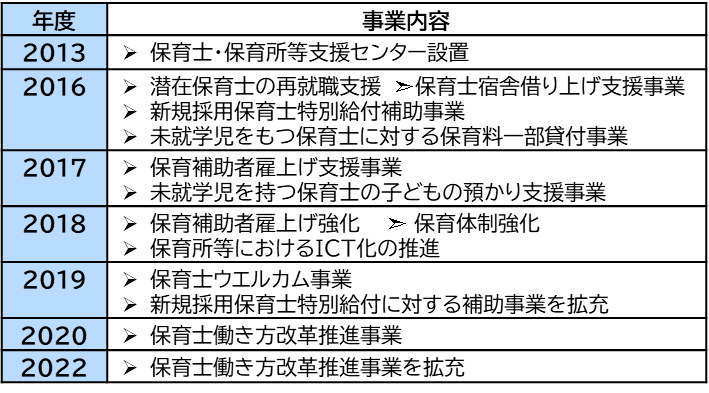 年度 事業内容
2013 ➢ 保育士・保育所等支援センター設置
2016 ➢ 潜在保育士の再就職支援 ➢保育士宿舎借り上げ支援事業
➢ 新規採用保育士特別給付補助事業
➢ 未就学児をもつ保育士に対する保育料一部貸付事業
2017 ➢ 保育補助者雇上げ支援事業
➢ 未就学児を持つ保育士の子どもの預かり支援事業
2018 ➢ 保育補助者雇上げ強化 ➢ 保育体制強化
➢ 保育所等におけるICT化の推進
2019 ➢ 保育士ウエルカム事業
➢ 新規採用保育士特別給付に対する補助事業を拡充
2020 ➢ 保育士働き方改革推進事業
2022 ➢ 保育士働き方改革推進事業を拡充